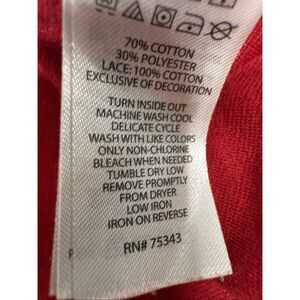 70% COTTON
30% POLYESTER
LACE: 100% COTTON
EXCLUSIVE OF DECORATION
TURN INSIDE OUT
MACHINE WASH COOL
DELICATE CYCLE
WASH WITH LIKE COLORS
ONLY NON-CHLORINE
BLEACH WHEN NEEDED
TUMBLE DRY LOW
REMOVE PROMPTLY
FROM DRYER
LOW IRON
IRON ON REVERSE
RN# 75343